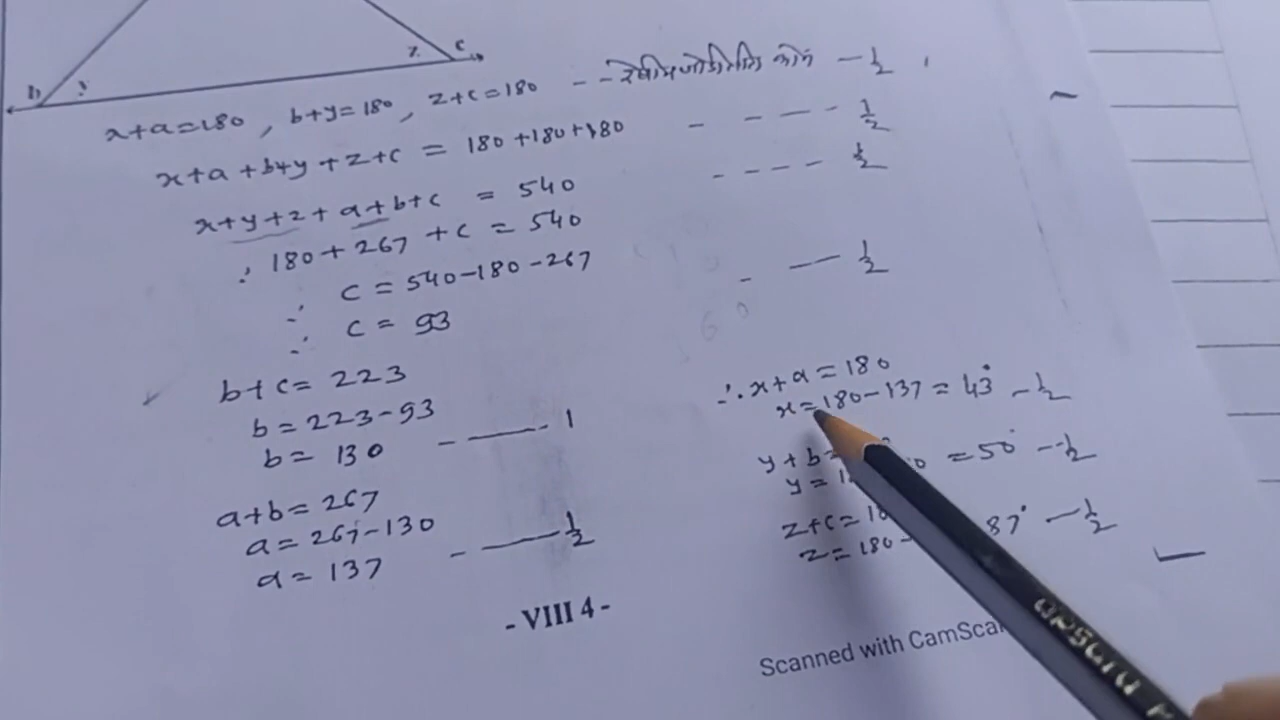 b y z c
x+a=180, b+y=180, z+c=180 -- रेषीय जोडीतील कोन — 1/2
x+a+b+y+z+c = 180+180+180 - - - - - 1/2
x+y+z+a+b+c = 540 - - - - 1/2
∴ 180+267+c = 540
∴ c = 540-180-267 - — 1/2
∴ c = 93
b+c= 223
b= 223-93
b= 130 - —— - 1
a+b= 267
a= 267-130
a= 137 - —— 1/2
∴ x+a=180
x=180-137=43° — 1/2
y+b=
y = =50° — 1/2
z+c=
z=180- 87° — 1/2
- VIII 4 -
Scanned with CamScan